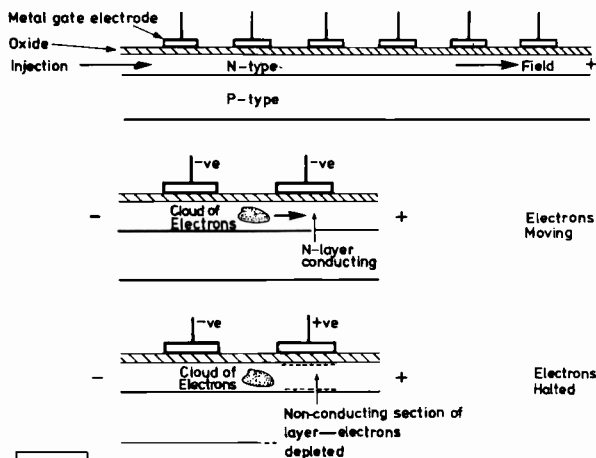 Metal gate electrode
Oxide
Injection
N-type
Field
+
P-type
-ve
-ve
-
Cloud of
Electrons
+
Electrons
Moving
N-layer
conducting
-ve
+ve
-
Cloud of
Electrons
+
Electrons
Halted
Non-conducting section of
layer—electrons
depleted